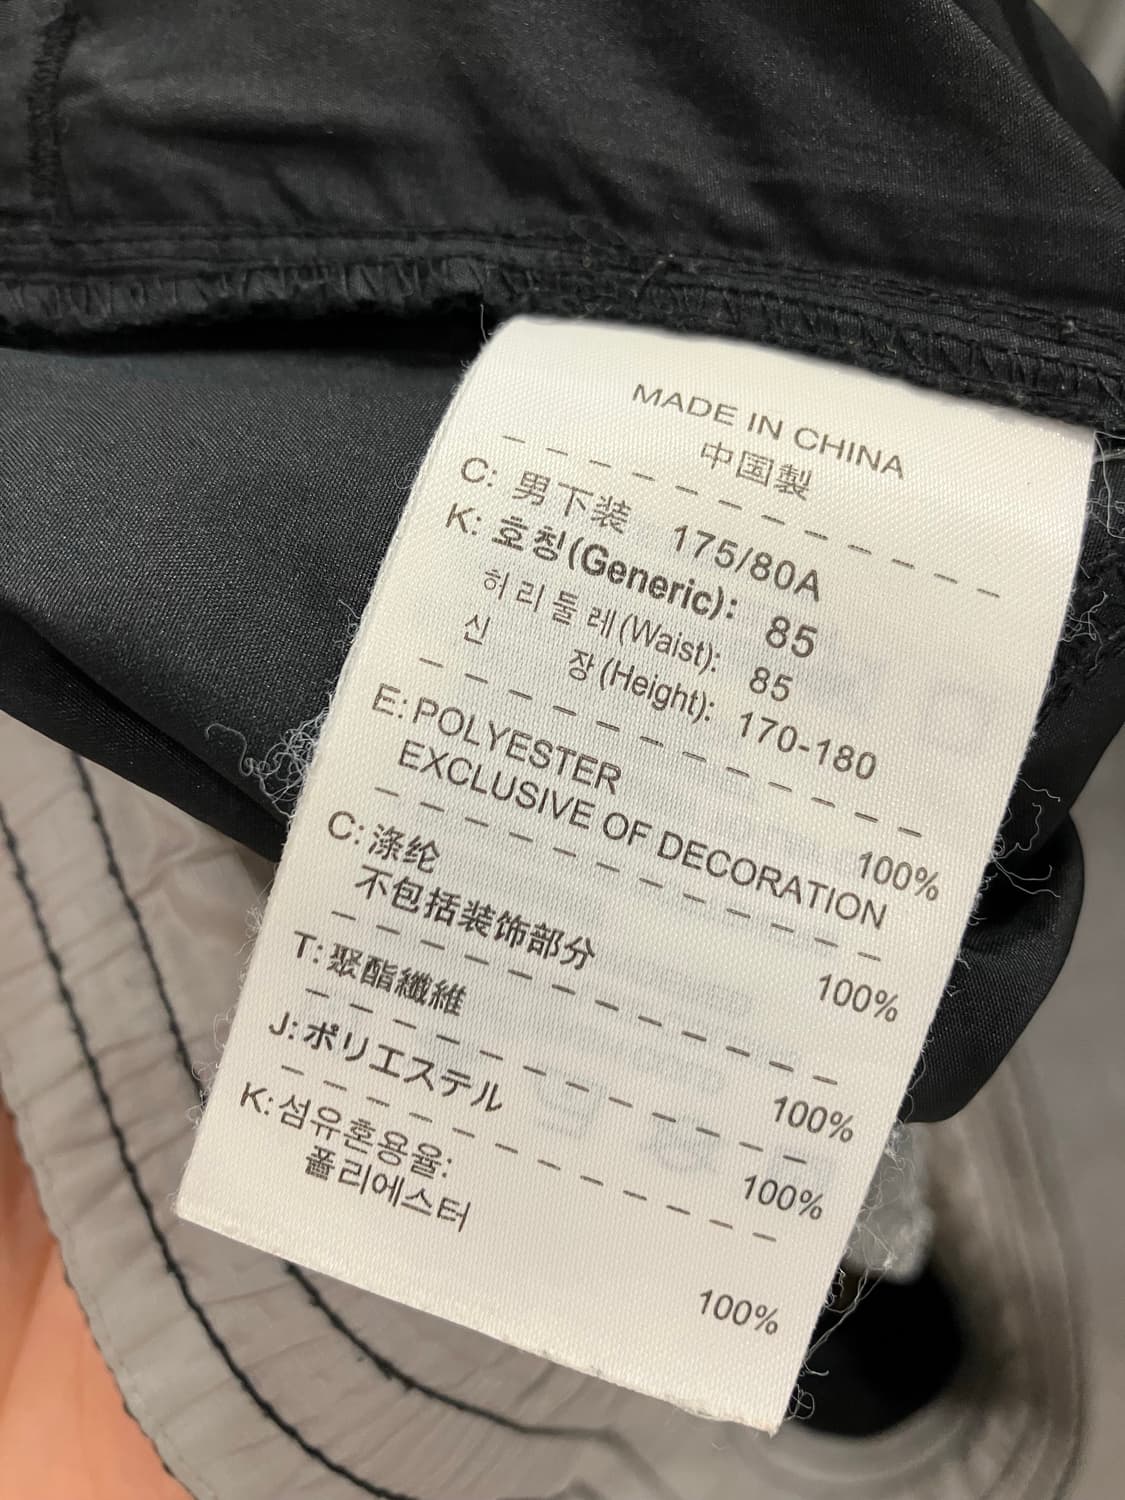 MADE IN CHINA
中国製
C: 男下装 175/80A
K: 호칭(Generic): 85
허리둘레(Waist): 85
신 장(Height): 170-180
E: POLYESTER 100%
EXCLUSIVE OF DECORATION
C: 涤纶 100%
不包括装饰部分
T: 聚酯纖維 100%
J: ポリエステル 100%
K: 섬유혼용율:
폴리에스터 100%